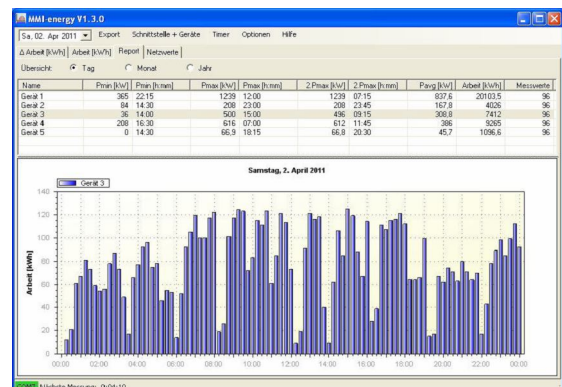 MMI-energy V1.3.0
Sa, 02. Apr 2011 Export Schnittstelle + Geräte Timer Optionen Hilfe
Δ Arbeit [kWh] Arbeit [kWh] Report Netzwerte
Übersicht: Tag Monat Jahr
Name Pmin [kW] Pmin [h:mm] Pmax [kW] Pmax [h:mm] 2.Pmax [kW] 2.Pmax [h:mm] Pavg [kW] Arbeit [kWh] Messwerte
Gerät 1 365 22:15 1239 12:00 1239 07:15 837,6 20103,5 96
Gerät 2 84 14:30 208 23:00 208 23:45 167,8 4026 96
Gerät 3 36 14:00 500 15:00 496 09:15 308,8 7412 96
Gerät 4 208 16:30 616 07:00 612 11:45 386 9265 96
Gerät 5 0 14:30 66,9 18:15 66,8 20:30 45,7 1096,6 96
Samstag, 2. April 2011
Gerät 3
Arbeit [kWh]
140
120
100
80
60
40
20
0
00:00 02:00 04:00 06:00 08:00 10:00 12:00 14:00 16:00 18:00 20:00 22:00 00:00
Nächste Messung: 0:04:10